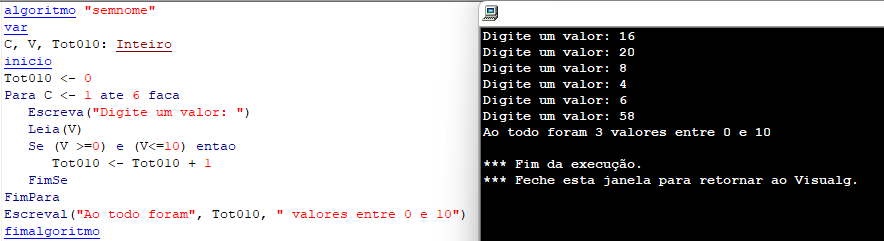 algoritmo "semnome"
var
C, V, Tot010: Inteiro
inicio
Tot010 <- 0
Para C <- 1 ate 6 faca
Escreva("Digite um valor: ")
Leia(V)
Se (V >=0) e (V<=10) entao
Tot010 <- Tot010 + 1
FimSe
FimPara
Escreval("Ao todo foram", Tot010, " valores entre 0 e 10")
fimalgoritmo
Digite um valor: 16
Digite um valor: 20
Digite um valor: 8
Digite um valor: 4
Digite um valor: 6
Digite um valor: 58
Ao todo foram 3 valores entre 0 e 10
*** Fim da execução.
*** Feche esta janela para retornar ao Visualg.